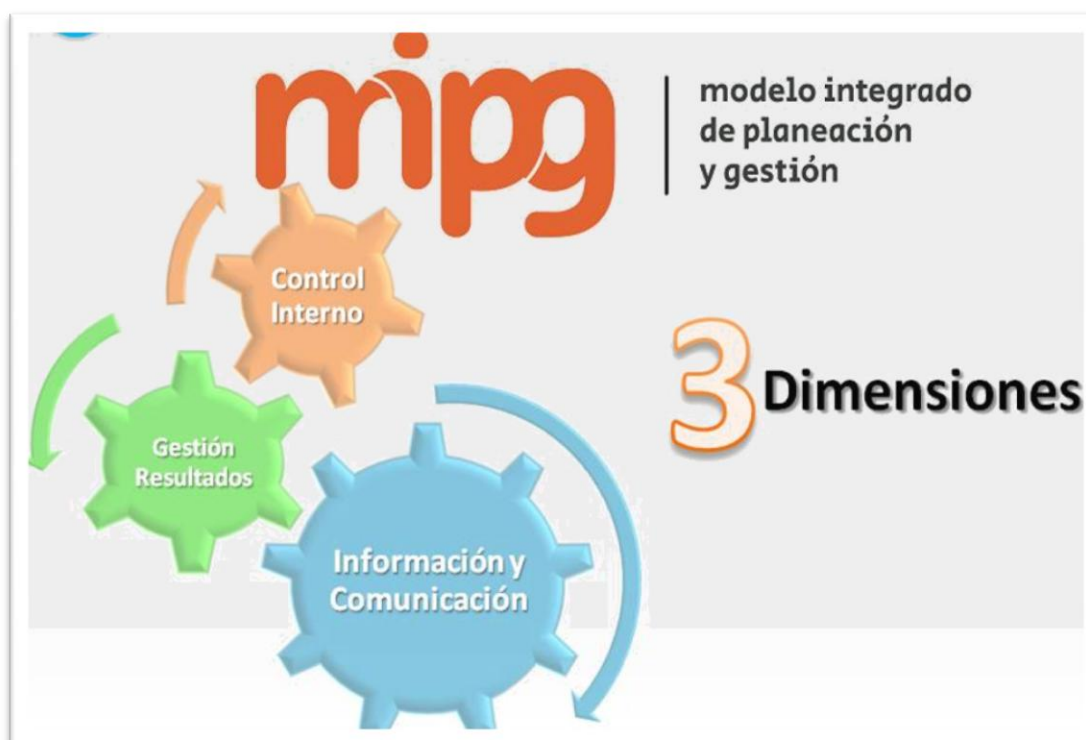 mipg
modelo integrado
de planeación
y gestión
Control
Interno
3 Dimensiones
Gestión
Resultados
Información y
Comunicación